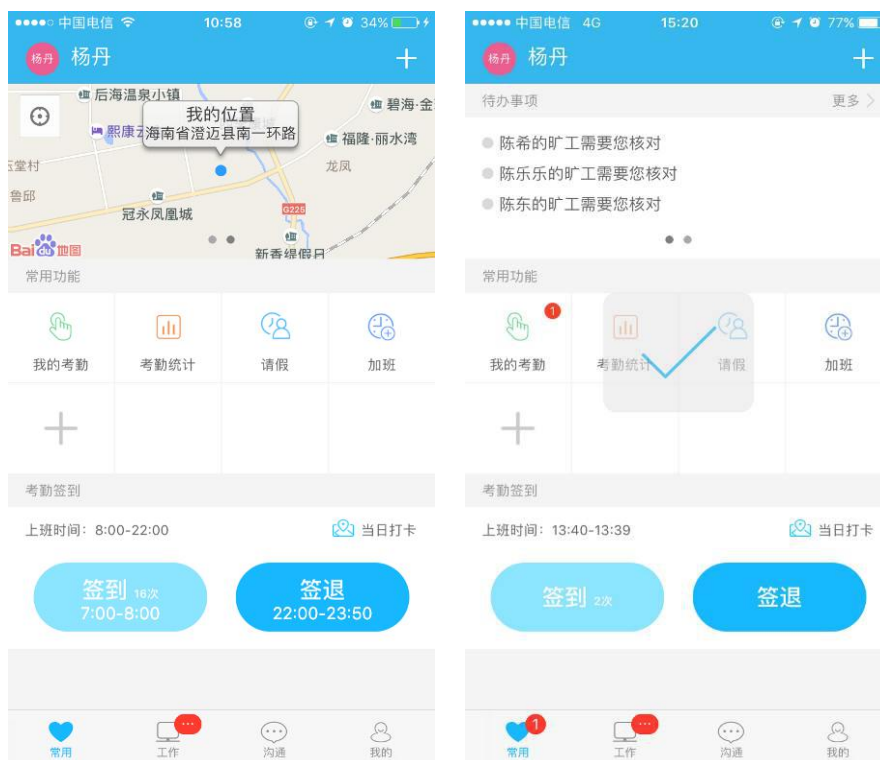 中国电信
10:58
34%
杨丹
杨丹
后海温泉小镇
碧海·金
我的位置
海南省澄迈县南一环路
熙康
福隆·丽水湾
堂村
龙凤
鲁邱
冠永凤凰城
G225
新香缇假日
Bai du 地图
常用功能
我的考勤
考勤统计
请假
加班
考勤签到
上班时间：8:00-22:00
当日打卡
签到 16次
7:00-8:00
签退
22:00-23:50
常用
工作
沟通
我的
中国电信 4G
15:20
77%
杨丹
杨丹
待办事项
更多
陈希的旷工需要您核对
陈乐乐的旷工需要您核对
陈东的旷工需要您核对
常用功能
1
我的考勤
考勤统计
请假
加班
考勤签到
上班时间：13:40-13:39
当日打卡
签到 2次
签退
1
常用
工作
沟通
我的